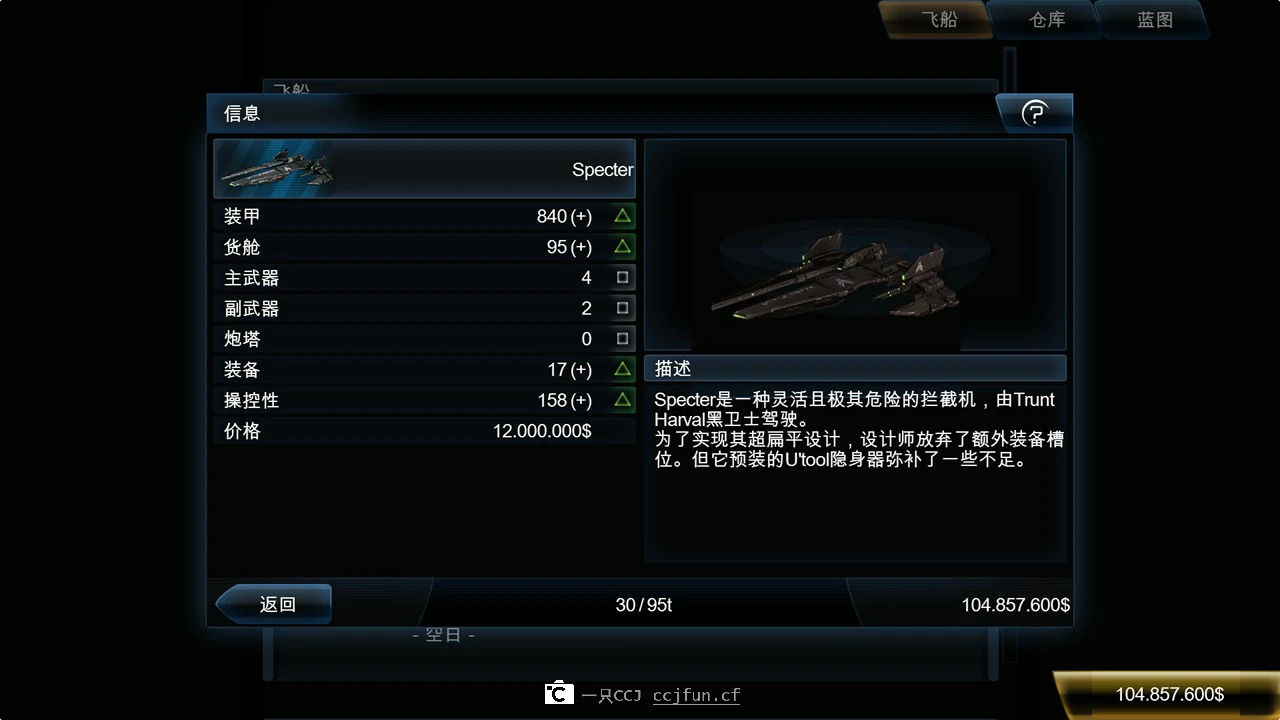 飞船 仓库 蓝图
飞船
信息 ?
Specter
装甲 840(+)
货舱 95(+)
主武器 4
副武器 2
炮塔 0
装备 17(+)
操控性 158(+)
价格 12.000.000$
描述
Specter是一种灵活且极其危险的拦截机，由Trunt
Harval黑卫士驾驶。
为了实现其超扁平设计，设计师放弃了额外装备槽
位。但它预装的U'tool隐身器弥补了一些不足。
返回 30/95t 104.857.600$
- 空日 -
一只CCJ ccjfun.cf
104.857.600$